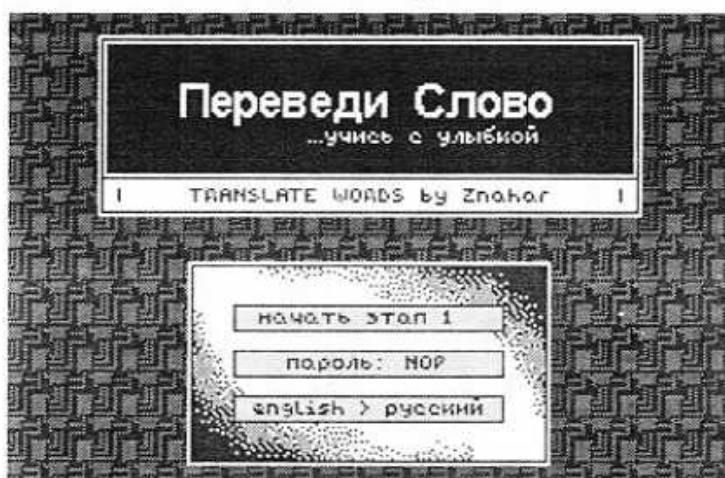 Переведи Слово
...учись с улыбкой
TRANSLATE WORDS by Znahar
начать этап 1
пароль: NOP
english > русский